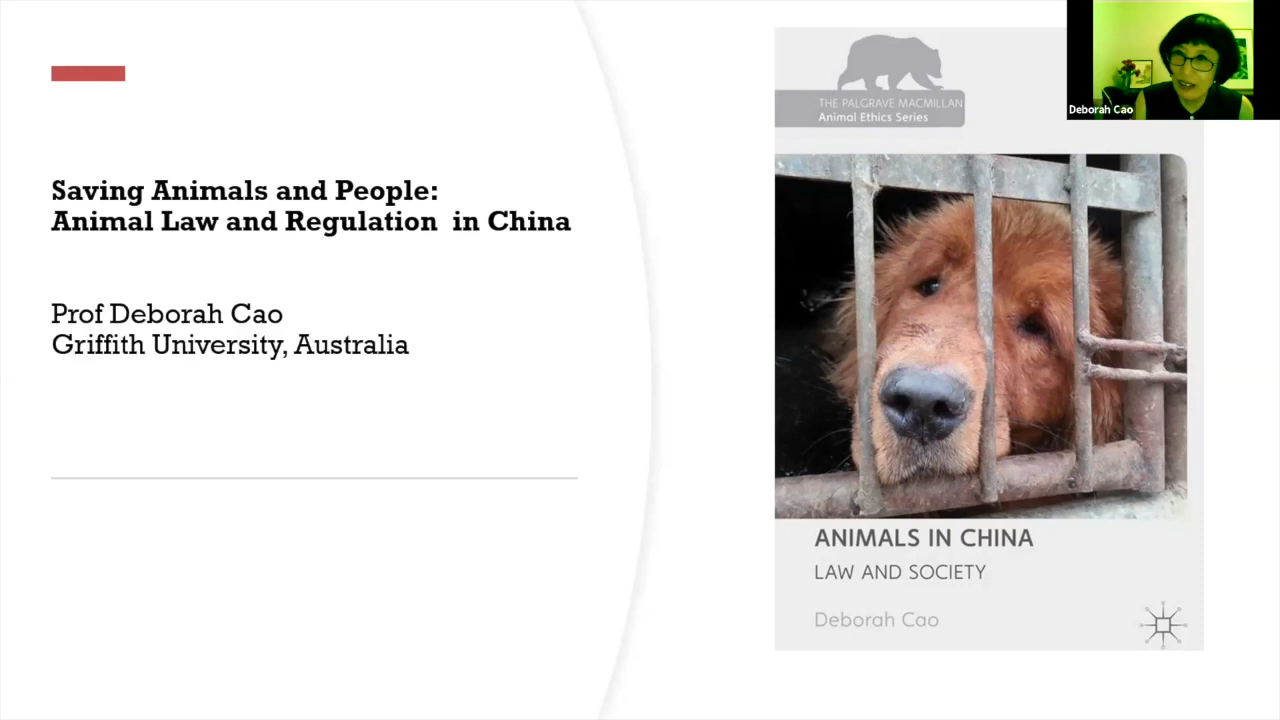 Saving Animals and People:
Animal Law and Regulation in China
Prof Deborah Cao
Griffith University, Australia
THE PALGRAVE MACMILLAN
Animal Ethics Series
ANIMALS IN CHINA
LAW AND SOCIETY
Deborah Cao
Deborah Cao